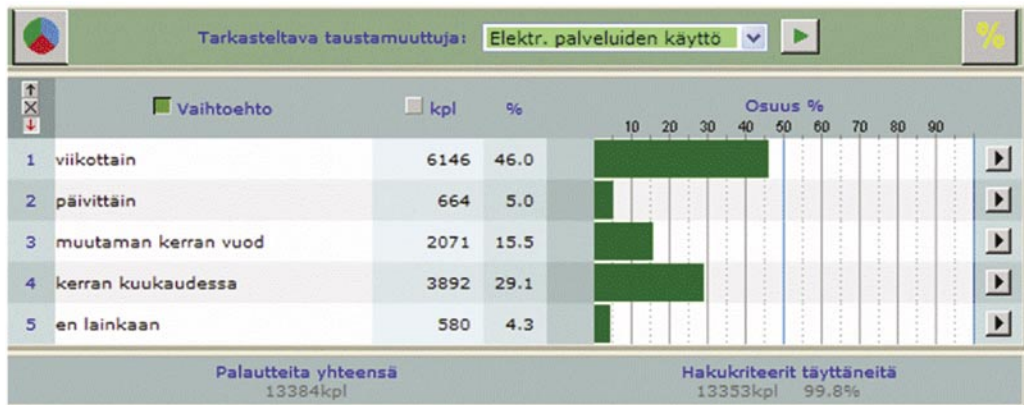 Tarkasteltava taustamuuttuja: Elektr. palveluiden käyttö %
Vaihtoehto kpl % Osuus %
10 20 30 40 50 60 70 80 90
1 viikottain 6146 46.0
2 päivittäin 664 5.0
3 muutaman kerran vuod 2071 15.5
4 kerran kuukaudessa 3892 29.1
5 en lainkaan 580 4.3
Palautteita yhteensä Hakukriteerit täyttäneitä
13384kpl 13353kpl 99.8%